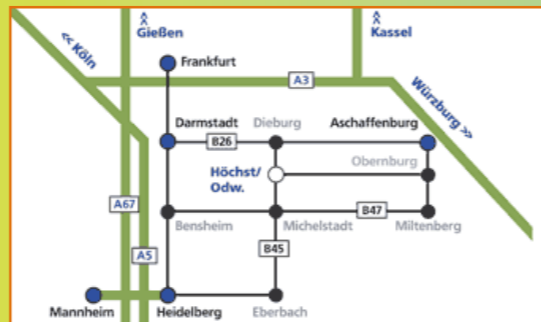 Gießen
Kassel
<< Köln
Frankfurt
A3
Würzburg >>
Darmstadt
Dieburg
Aschaffenburg
B26
Obernburg
Höchst/
Odw.
A67
B47
Bensheim
Michelstadt
Miltenberg
A5
B45
Mannheim
Heidelberg
Eberbach